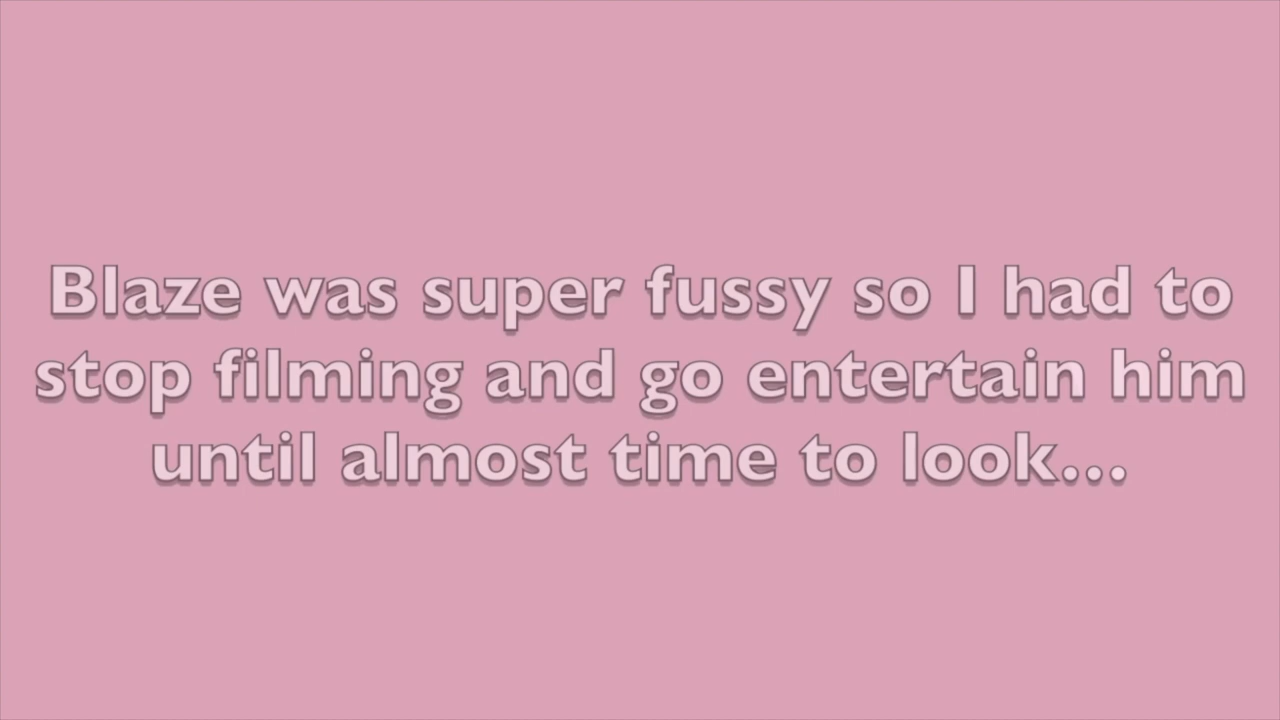 Blaze was super fussy so I had to
stop filming and go entertain him
until almost time to look...